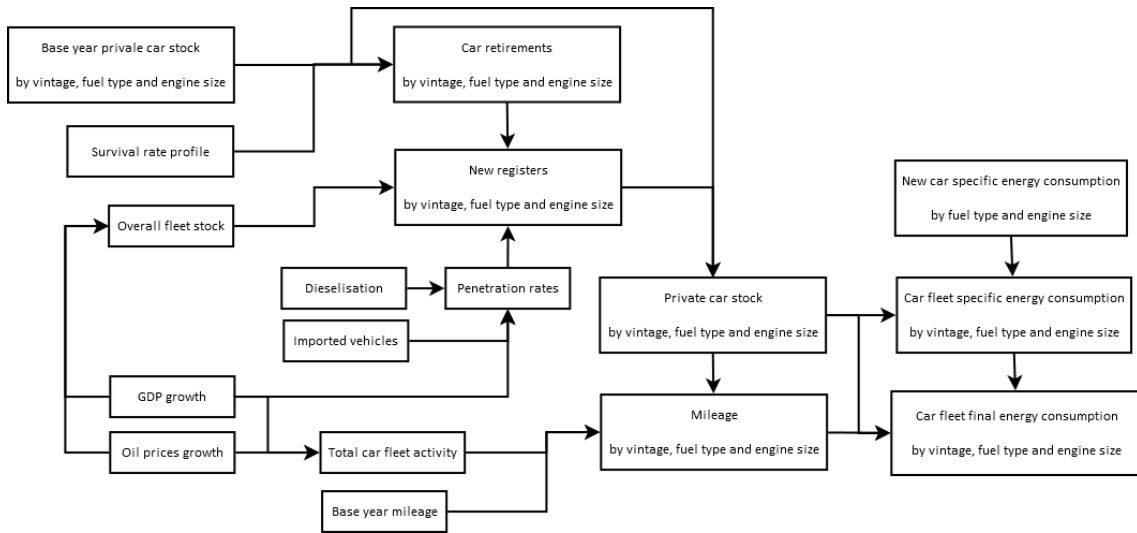 Base year privale car stock
by vintage, fuel type and engine size
Car retirements
by vintage, fuel type and engine size
Survival rate profile
New registers
by vintage, fuel type and engine size
New car specific energy consumption
by fuel type and engine size
Overall fleet stock
Dieselisation
Penetration rates
Private car stock
by vintage, fuel type and engine size
Car fleet specific energy consumption
by vintage, fuel type and engine size
Imported vehicles
GDP growth
Mileage
by vintage, fuel type and engine size
Car fleet final energy consumption
by vintage, fuel type and engine size
Oil prices growth
Total car fleet activity
Base year mileage